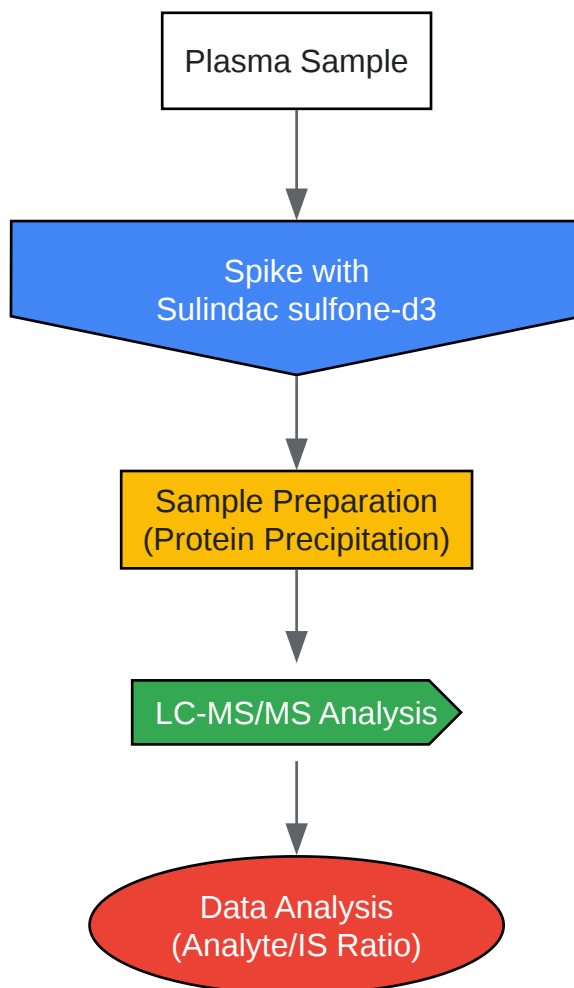 Plasma Sample
Spike with
Sulindac sulfone-d3
Sample Preparation
(Protein Precipitation)
LC-MS/MS Analysis
Data Analysis
(Analyte/IS Ratio)